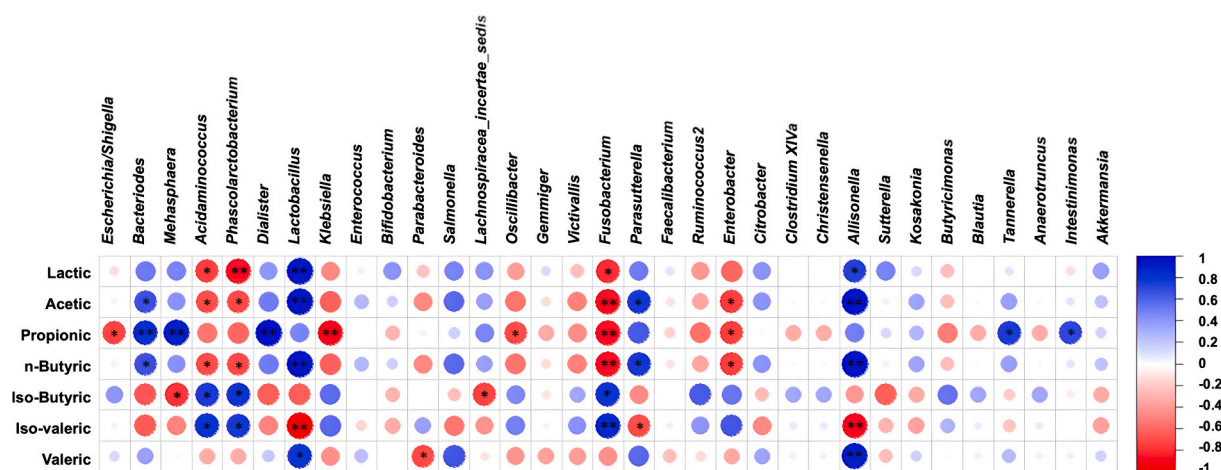 Escherichia/Shigella
Bacteriodes
Mehasphaera
Acidaminococcus
Phascolarctobacterium
Dialister
Lactobacillus
Klebsiella
Enterococcus
Bifidobacterium
Parabacteroides
Salmonella
Lachnospiracea_incertae_sedis
Oscillibacter
Gemmiger
Victivallis
Fusobacterium
Parasutterella
Faecalibacterium
Ruminococcus2
Enterobacter
Citrobacter
Clostridium XIVa
Christensenella
Allisonella
Sutterella
Kosakonia
Butyricimonas
Blautia
Tannerella
Anaerotruncus
Intestinimonas
Akkermansia
Lactic * ** ** * *
Acetic * * * ** ** * * **
Propionic * ** ** ** ** * ** * * *
n-Butyric * * * ** ** * * **
Iso-Butyric * * * * *
Iso-valeric * * ** ** * **
Valeric * * **
1
0.8
0.6
0.4
0.2
0
-0.2
-0.4
-0.6
-0.8
-1